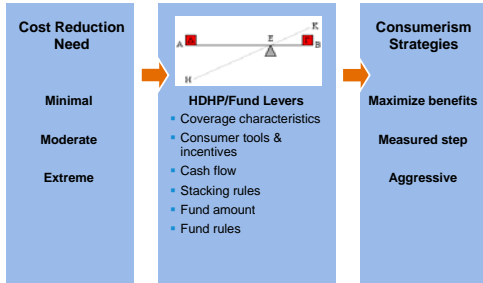 Cost Reduction
Need
Minimal
Moderate
Extreme
K
A
E
B
H
HDHP/Fund Levers
Coverage characteristics
Consumer tools &
incentives
Cash flow
Stacking rules
Fund amount
Fund rules
Consumerism
Strategies
Maximize benefits
Measured step
Aggressive